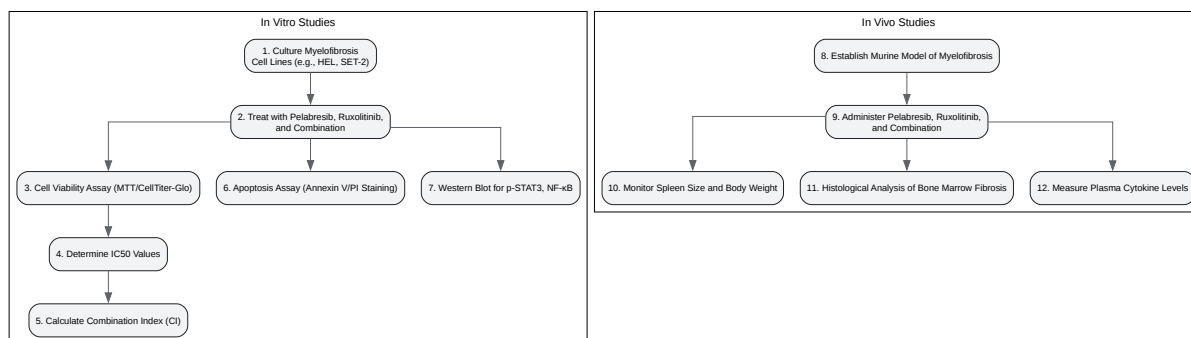 In Vitro Studies
1. Culture Myelofibrosis
Cell Lines (e.g., HEL, SET-2)
2. Treat with Pelabresib, Ruxolitinib,
and Combination
3. Cell Viability Assay (MTT/CellTiter-Glo)
6. Apoptosis Assay (Annexin V/PI Staining)
7. Western Blot for p-STAT3, NF-κB
4. Determine IC50 Values
5. Calculate Combination Index (CI)
In Vivo Studies
8. Establish Murine Model of Myelofibrosis
9. Administer Pelabresib, Ruxolitinib,
and Combination
10. Monitor Spleen Size and Body Weight
11. Histological Analysis of Bone Marrow Fibrosis
12. Measure Plasma Cytokine Levels